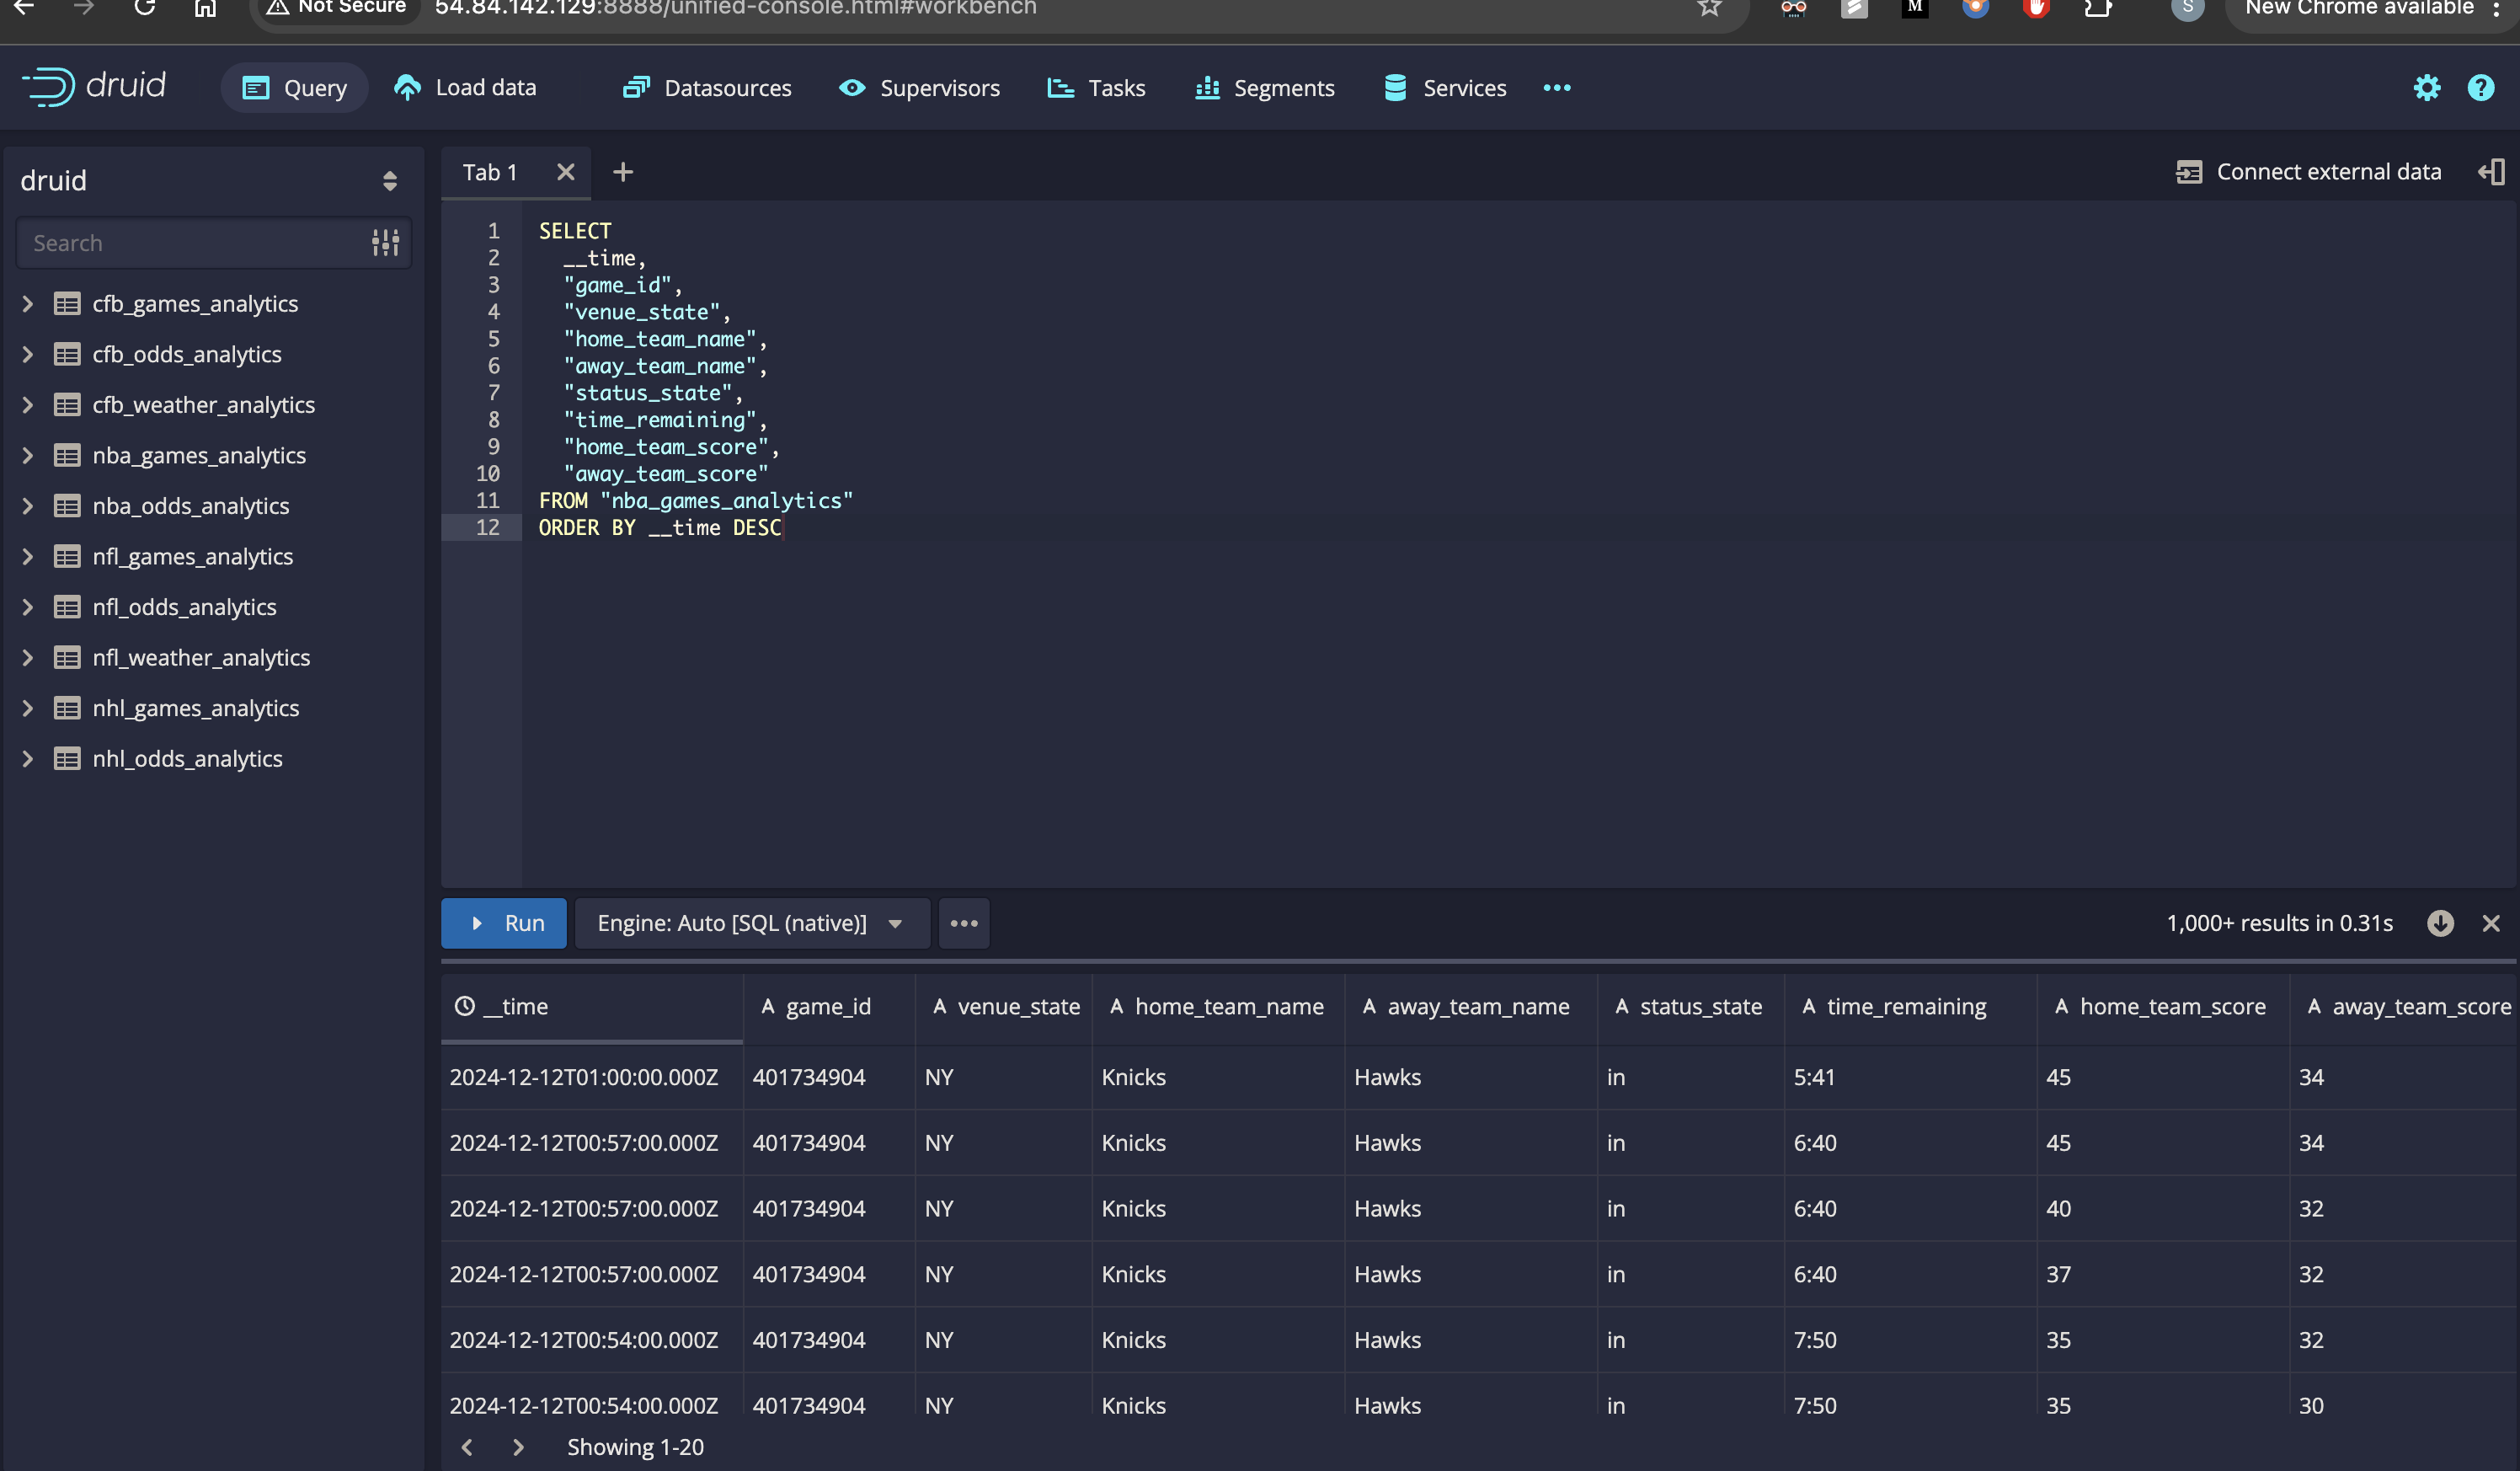 Not Secure 54.84.142.129:8888/unified-console.html#workbench M S New Chrome available
druid Query Load data Datasources Supervisors Tasks Segments Services
druid
Search
cfb_games_analytics
cfb_odds_analytics
cfb_weather_analytics
nba_games_analytics
nba_odds_analytics
nfl_games_analytics
nfl_odds_analytics
nfl_weather_analytics
nhl_games_analytics
nhl_odds_analytics
Tab 1 Connect external data
1 SELECT
2 __time,
3 "game_id",
4 "venue_state",
5 "home_team_name",
6 "away_team_name",
7 "status_state",
8 "time_remaining",
9 "home_team_score",
10 "away_team_score"
11 FROM "nba_games_analytics"
12 ORDER BY __time DESC
Run Engine: Auto [SQL (native)] 1,000+ results in 0.31s
__time A game_id A venue_state A home_team_name A away_team_name A status_state A time_remaining A home_team_score A away_team_score
2024-12-12T01:00:00.000Z 401734904 NY Knicks Hawks in 5:41 45 34
2024-12-12T00:57:00.000Z 401734904 NY Knicks Hawks in 6:40 45 34
2024-12-12T00:57:00.000Z 401734904 NY Knicks Hawks in 6:40 40 32
2024-12-12T00:57:00.000Z 401734904 NY Knicks Hawks in 6:40 37 32
2024-12-12T00:54:00.000Z 401734904 NY Knicks Hawks in 7:50 35 32
2024-12-12T00:54:00.000Z 401734904 NY Knicks Hawks in 7:50 35 30
Showing 1-20